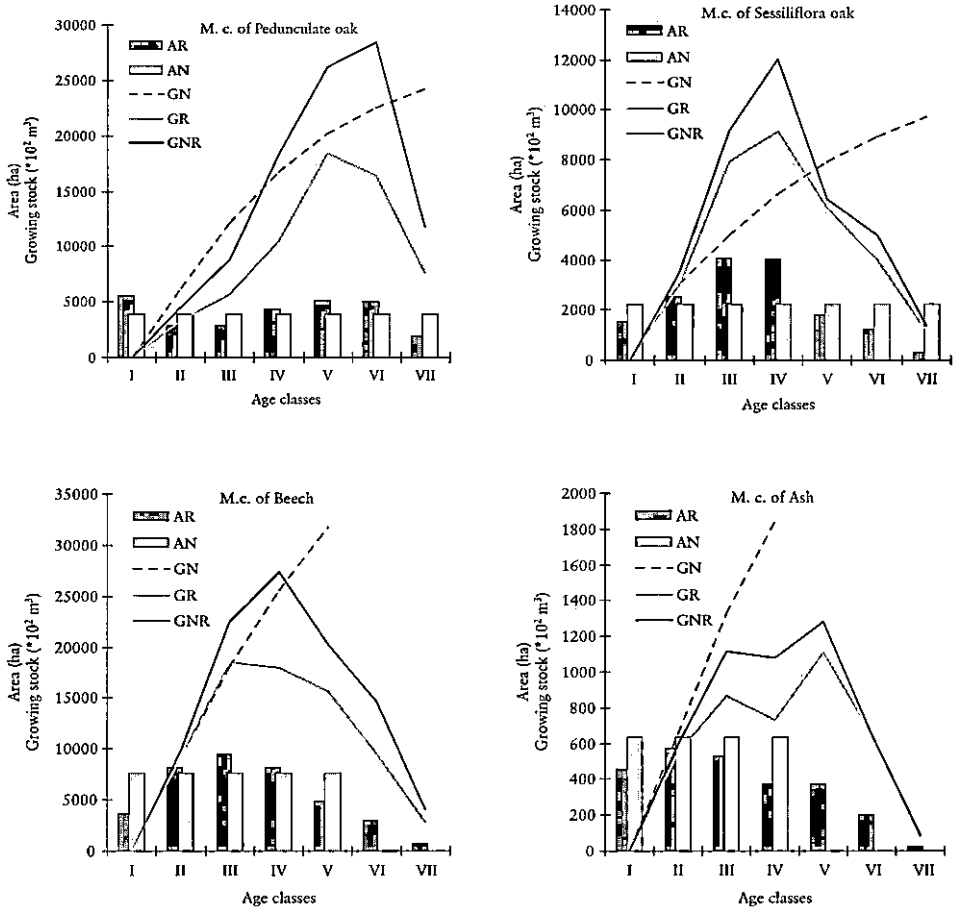 M. c. of Pedunculate oak
AR
AN
GN
GR
GNR
Area (ha)
Growing stock (*10² m³)
30000
25000
20000
15000
10000
5000
0
I II III IV V VI VII
Age classes
M.c. of Sessiliflora oak
AR
AN
GN
GR
GNR
Area (ha)
Growing stock (*10² m³)
14000
12000
10000
8000
6000
4000
2000
0
I II III IV V VI VII
Age classes
M.c. of Beech
AR
AN
GN
GR
GNR
Area (ha)
Growing stock (*10² m³)
35000
30000
25000
20000
15000
10000
5000
0
I II III IV V VI VII
Age classes
M. c. of Ash
AR
AN
GN
GR
GNR
Area (ha)
Growing stock (*10² m³)
2000
1800
1600
1400
1200
1000
800
600
400
200
0
I II III IV V VI VII
Age classes